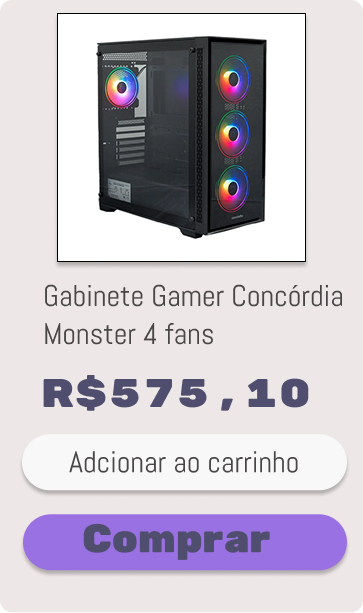 Gabinete Gamer Concórdia
Monster 4 fans
R$575,10
Adcionar ao carrinho
Comprar